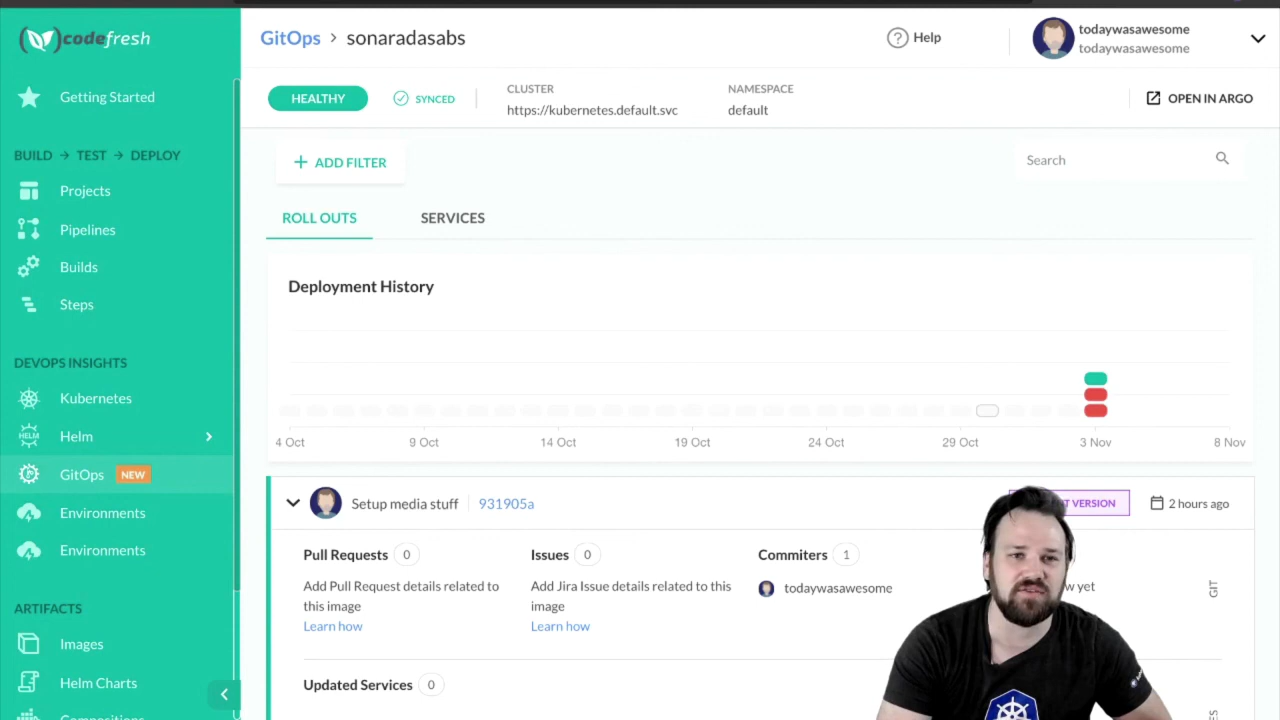 codefresh
Getting Started
BUILD → TEST → DEPLOY
Projects
Pipelines
Builds
Steps
DEVOPS INSIGHTS
Kubernetes
HELM
Helm
GitOps NEW
Environments
Environments
ARTIFACTS
Images
Helm Charts
Compositions
GitOps > sonaradasabs
? Help
todaywasawesome
todaywasawesome
HEALTHY
SYNCED
CLUSTER
https://kubernetes.default.svc
NAMESPACE
default
OPEN IN ARGO
+ ADD FILTER
Search
ROLL OUTS
SERVICES
Deployment History
4 Oct 9 Oct 14 Oct 19 Oct 24 Oct 29 Oct 3 Nov 8 Nov
Setup media stuff 931905a
VERSION
2 hours ago
Pull Requests 0
Add Pull Request details related to
this image
Learn how
Issues 0
Add Jira Issue details related to this
image
Learn how
Commiters 1
todaywasawesome
yet
GIT
Updated Services 0